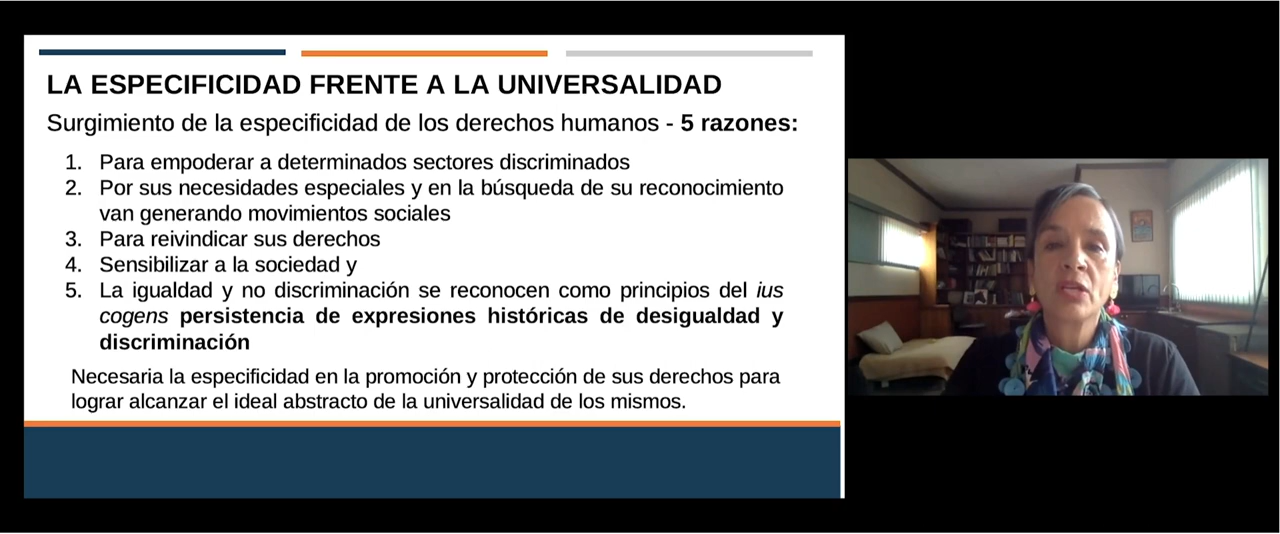 LA ESPECIFICIDAD FRENTE A LA UNIVERSALIDAD
Surgimiento de la especificidad de los derechos humanos - 5 razones:
1. Para empoderar a determinados sectores discriminados
2. Por sus necesidades especiales y en la búsqueda de su reconocimiento
van generando movimientos sociales
3. Para reivindicar sus derechos
4. Sensibilizar a la sociedad y
5. La igualdad y no discriminación se reconocen como principios del ius
cogens persistencia de expresiones históricas de desigualdad y
discriminación
Necesaria la especificidad en la promoción y protección de sus derechos para
lograr alcanzar el ideal abstracto de la universalidad de los mismos.